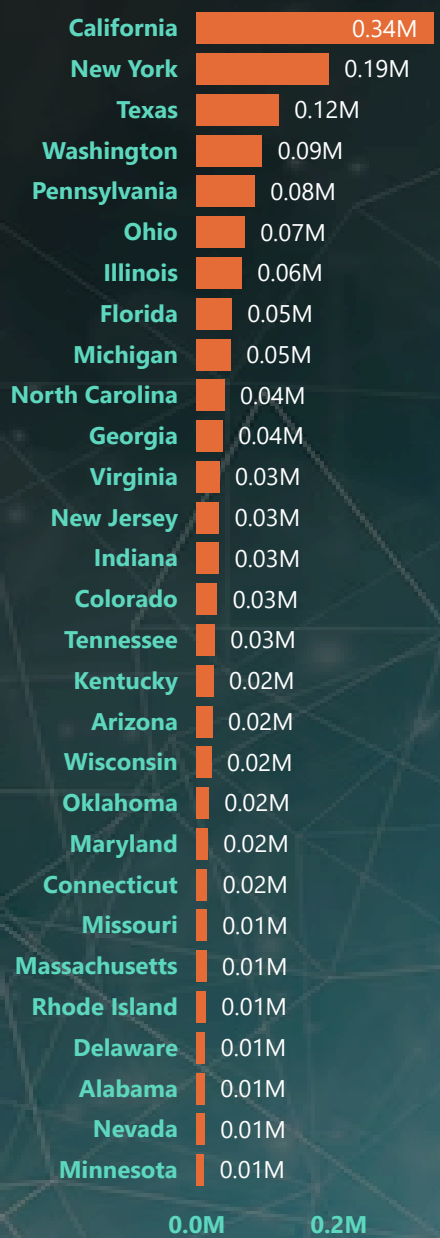 California 0.34M
New York 0.19M
Texas 0.12M
Washington 0.09M
Pennsylvania 0.08M
Ohio 0.07M
Illinois 0.06M
Florida 0.05M
Michigan 0.05M
North Carolina 0.04M
Georgia 0.04M
Virginia 0.03M
New Jersey 0.03M
Indiana 0.03M
Colorado 0.03M
Tennessee 0.03M
Kentucky 0.02M
Arizona 0.02M
Wisconsin 0.02M
Oklahoma 0.02M
Maryland 0.02M
Connecticut 0.02M
Missouri 0.01M
Massachusetts 0.01M
Rhode Island 0.01M
Delaware 0.01M
Alabama 0.01M
Nevada 0.01M
Minnesota 0.01M
0.0M 0.2M